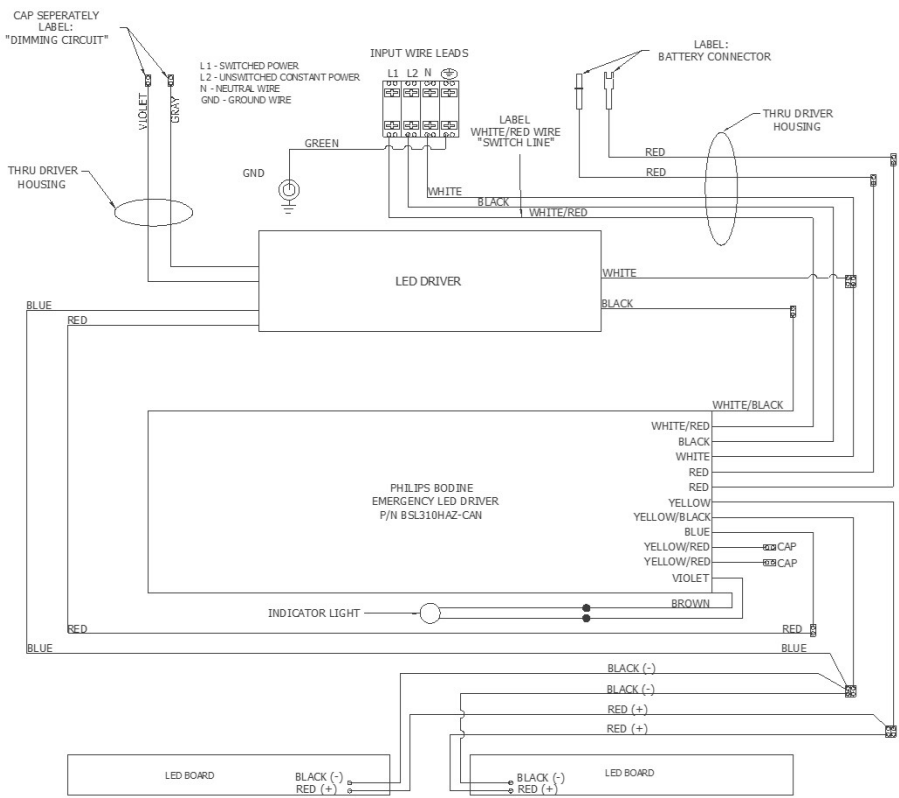 CAP SEPERATELY
LABEL:
"DIMMING CIRCUIT"
L1 - SWITCHED POWER
L2 - UNSWITCHED CONSTANT POWER
N - NEUTRAL WIRE
GND - GROUND WIRE
INPUT WIRE LEADS
L1 L2 N
LABEL:
BATTERY CONNECTOR
VIOLET
GRAY
LABEL
WHITE/RED WIRE
"SWITCH LINE"
THRU DRIVER
HOUSING
GREEN
RED
THRU DRIVER
HOUSING
GND
RED
WHITE
BLACK
WHITE/RED
LED DRIVER
WHITE
BLUE
BLACK
RED
WHITE/BLACK
WHITE/RED
BLACK
WHITE
RED
RED
PHILIPS BODINE
EMERGENCY LED DRIVER
P/N BSL310HAZ-CAN
YELLOW
YELLOW/BLACK
BLUE
YELLOW/RED
CAP
YELLOW/RED
CAP
VIOLET
BROWN
INDICATOR LIGHT
RED
RED
BLUE
BLUE
BLACK (-)
BLACK (-)
RED (+)
RED (+)
LED BOARD
BLACK (-)
RED (+)
BLACK (-)
RED (+)
LED BOARD